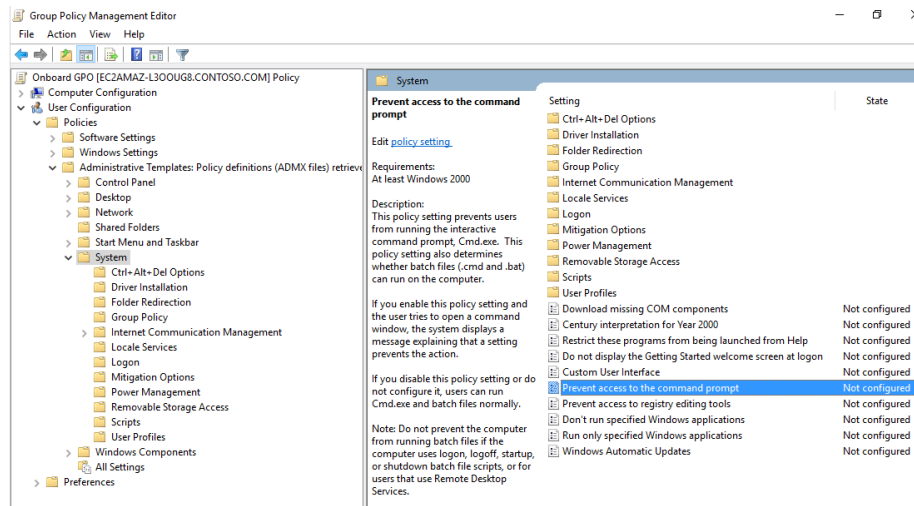 Group Policy Management Editor
File Action View Help
Onboard GPO [EC2AMAZ-L3OOUG8.CONTOSO.COM] Policy
Computer Configuration
User Configuration
Policies
Software Settings
Windows Settings
Administrative Templates: Policy definitions (ADMX files) retrieve
Control Panel
Desktop
Network
Shared Folders
Start Menu and Taskbar
System
Ctrl+Alt+Del Options
Driver Installation
Folder Redirection
Group Policy
Internet Communication Management
Locale Services
Logon
Mitigation Options
Power Management
Removable Storage Access
Scripts
User Profiles
Windows Components
All Settings
Preferences
System
Prevent access to the command
prompt
Edit policy setting
Requirements:
At least Windows 2000
Description:
This policy setting prevents users
from running the interactive
command prompt, Cmd.exe. This
policy setting also determines
whether batch files (.cmd and .bat)
can run on the computer.
If you enable this policy setting and
the user tries to open a command
window, the system displays a
message explaining that a setting
prevents the action.
If you disable this policy setting or do
not configure it, users can run
Cmd.exe and batch files normally.
Note: Do not prevent the computer
from running batch files if the
computer uses logon, logoff, startup,
or shutdown batch file scripts, or for
users that use Remote Desktop
Services.
Setting State
Ctrl+Alt+Del Options
Driver Installation
Folder Redirection
Group Policy
Internet Communication Management
Locale Services
Logon
Mitigation Options
Power Management
Removable Storage Access
Scripts
User Profiles
Download missing COM components Not configured
Century interpretation for Year 2000 Not configured
Restrict these programs from being launched from Help Not configured
Do not display the Getting Started welcome screen at logon Not configured
Custom User Interface Not configured
Prevent access to the command prompt Not configured
Prevent access to registry editing tools Not configured
Don't run specified Windows applications Not configured
Run only specified Windows applications Not configured
Windows Automatic Updates Not configured